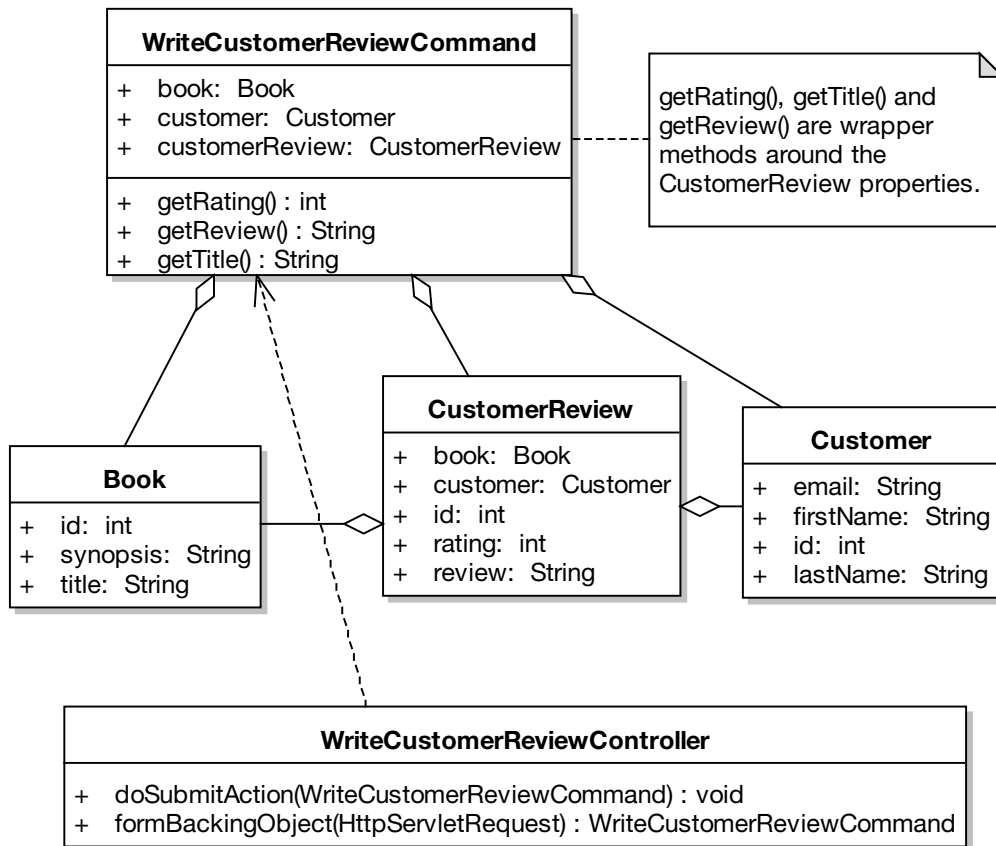 WriteCustomerReviewCommand
+ book: Book
+ customer: Customer
+ customerReview: CustomerReview
+ getRating() : int
+ getReview() : String
+ getTitle() : String
getRating(), getTitle() and
getReview() are wrapper
methods around the
CustomerReview properties.
Book
+ id: int
+ synopsis: String
+ title: String
CustomerReview
+ book: Book
+ customer: Customer
+ id: int
+ rating: int
+ review: String
Customer
+ email: String
+ firstName: String
+ id: int
+ lastName: String
WriteCustomerReviewController
+ doSubmitAction(WriteCustomerReviewCommand) : void
+ formBackingObject(HttpServletRequest) : WriteCustomerReviewCommand